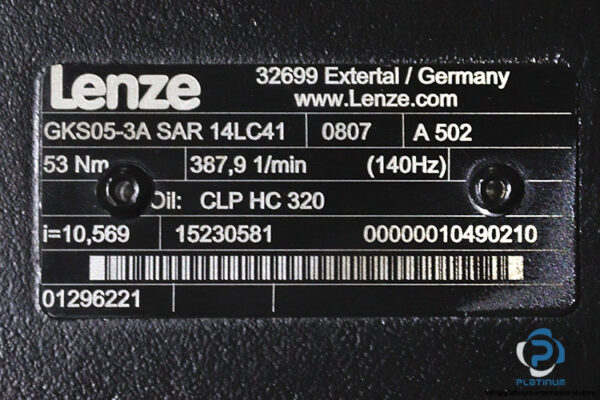 Lenze
32699 Extertal / Germany
www.Lenze.com
GKS05-3A SAR 14LC41 0807 A 502
53 Nm 387,9 1/min (140Hz)
Oil: CLP HC 320
i=10,569 15230581 00000010490210
01296221
PLATINUM